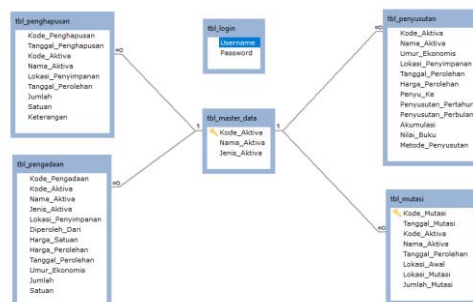 tbl_penghapusan
Kode_Penghapusan
Tanggal_Penghapusan
Kode_Aktiva
Nama_Aktiva
Lokasi_Penyimpanan
Tanggal_Perolehan
Jumlah
Satuan
Keterangan
tbl_login
Username
Password
tbl_penyusutan
Kode_Aktiva
Nama_Aktiva
Umur_Ekonomis
Lokasi_Penyimpanan
Tanggal_Perolehan
Harga_Perolehan
Penyu_Ke
Penyusutan_Pertahun
Penyusutan_Perbulan
Akumulasi
Nilai_Buku
Metode_Penyusutan
tbl_master_data
Kode_Aktiva
Nama_Aktiva
Jenis_Aktiva
tbl_pengadaan
Kode_Pengadaan
Kode_Aktiva
Nama_Aktiva
Jenis_Aktiva
Lokasi_Penyimpanan
Diperoleh_Dari
Harga_Satuan
Harga_Perolehan
Tanggal_Perolehan
Umur_Ekonomis
Jumlah
Satuan
tbl_mutasi
Kode_Mutasi
Tanggal_Mutasi
Kode_Aktiva
Nama_Aktiva
Tanggal_Perolehan
Lokasi_Awal
Lokasi_Mutasi
Jumlah_Mutasi
∞
1
1
∞
∞
∞